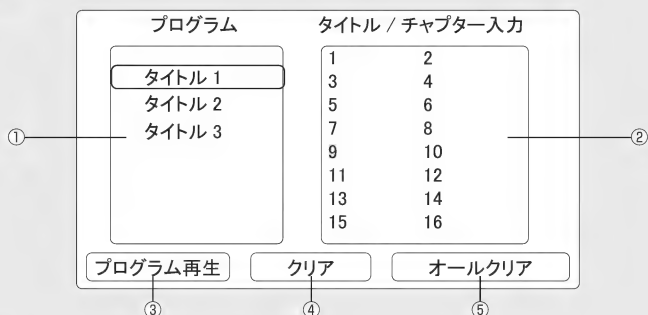 プログラム
タイトル / チャプター入力
タイトル 1
タイトル 2
タイトル 3
1 2
3 4
5 6
7 8
9 10
11 12
13 14
15 16
①
②
プログラム再生
クリア
オールクリア
③
④
⑤